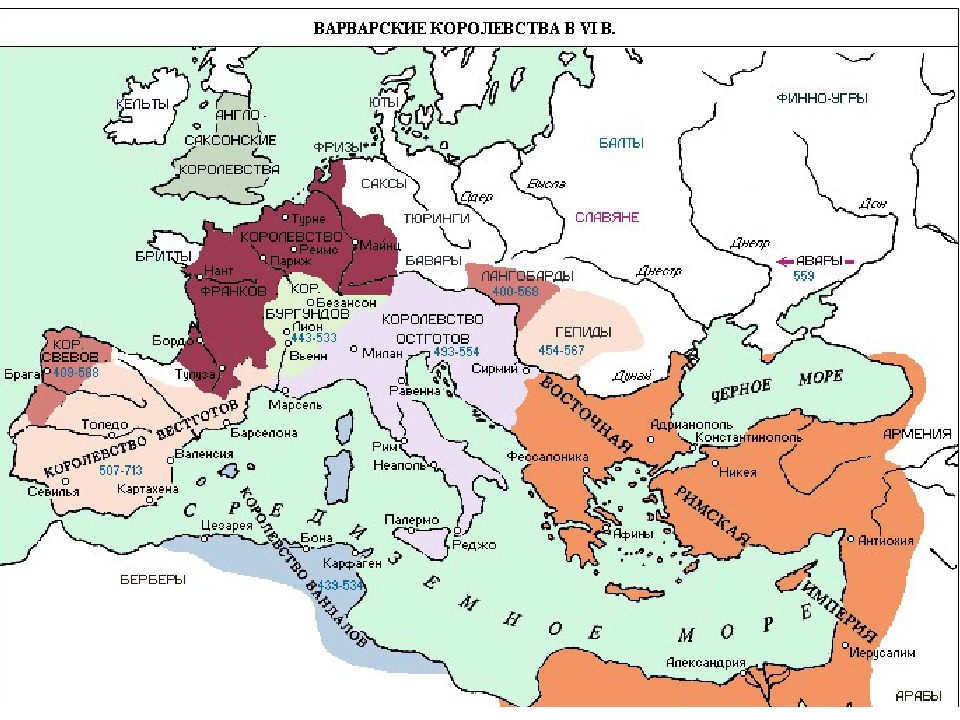 ВАРВАРСКИЕ КОРОЛЕВСТВА В VI В.
КЕЛЬТЫ
АНГЛО-
САКСОНСКИЕ
КОРОЛЕВСТВА
ЮТЫ
ФРИЗЫ
САКСЫ
ТЮРИНГИ
БАВАРЫ
Одер
Висла
БАЛТЫ
СЛАВЯНЕ
ФИННО-УГРЫ
Дон
Днепр
АВАРЫ
559
Днестр
БРИТТЫ
Турне
КОРОЛЕВСТВО
Реймс
Париж
Майнц
Нант
ФРАНКОВ
КОР.
Безансон
БУРГУНДОВ
Лион
443-533
Вьенн
Бордо
Тулуза
ЛАНГОБАРДЫ
400-568
ГЕПИДЫ
454-567
КОРОЛЕВСТВО
ОСТГОТОВ
493-554
Милан
Сирмий
Дунай
Равенна
КОР.
СВЕВОВ
409-588
Брага
Марсель
Толедо
КОРОЛЕВСТВО ВЕСТГОТОВ
507-713
Барселона
Валенсия
Севилья
Картахена
Рим
Неаполь
Палермо
Реджо
ЧЕРНОЕ МОРЕ
ВОСТОЧНАЯ
РИМСКАЯ
ИМПЕРИЯ
Адрианополь
Константинополь
Никея
Фессалоника
Афины
АРМЕНИЯ
Антиохия
Иерусалим
Александрия
АРАБЫ
СРЕДИЗЕМНОЕ МОРЕ
Цезарея
Бона
Карфаген
439-534
КОРОЛЕВСТВО ВАНДАЛОВ
БЕРБЕРЫ